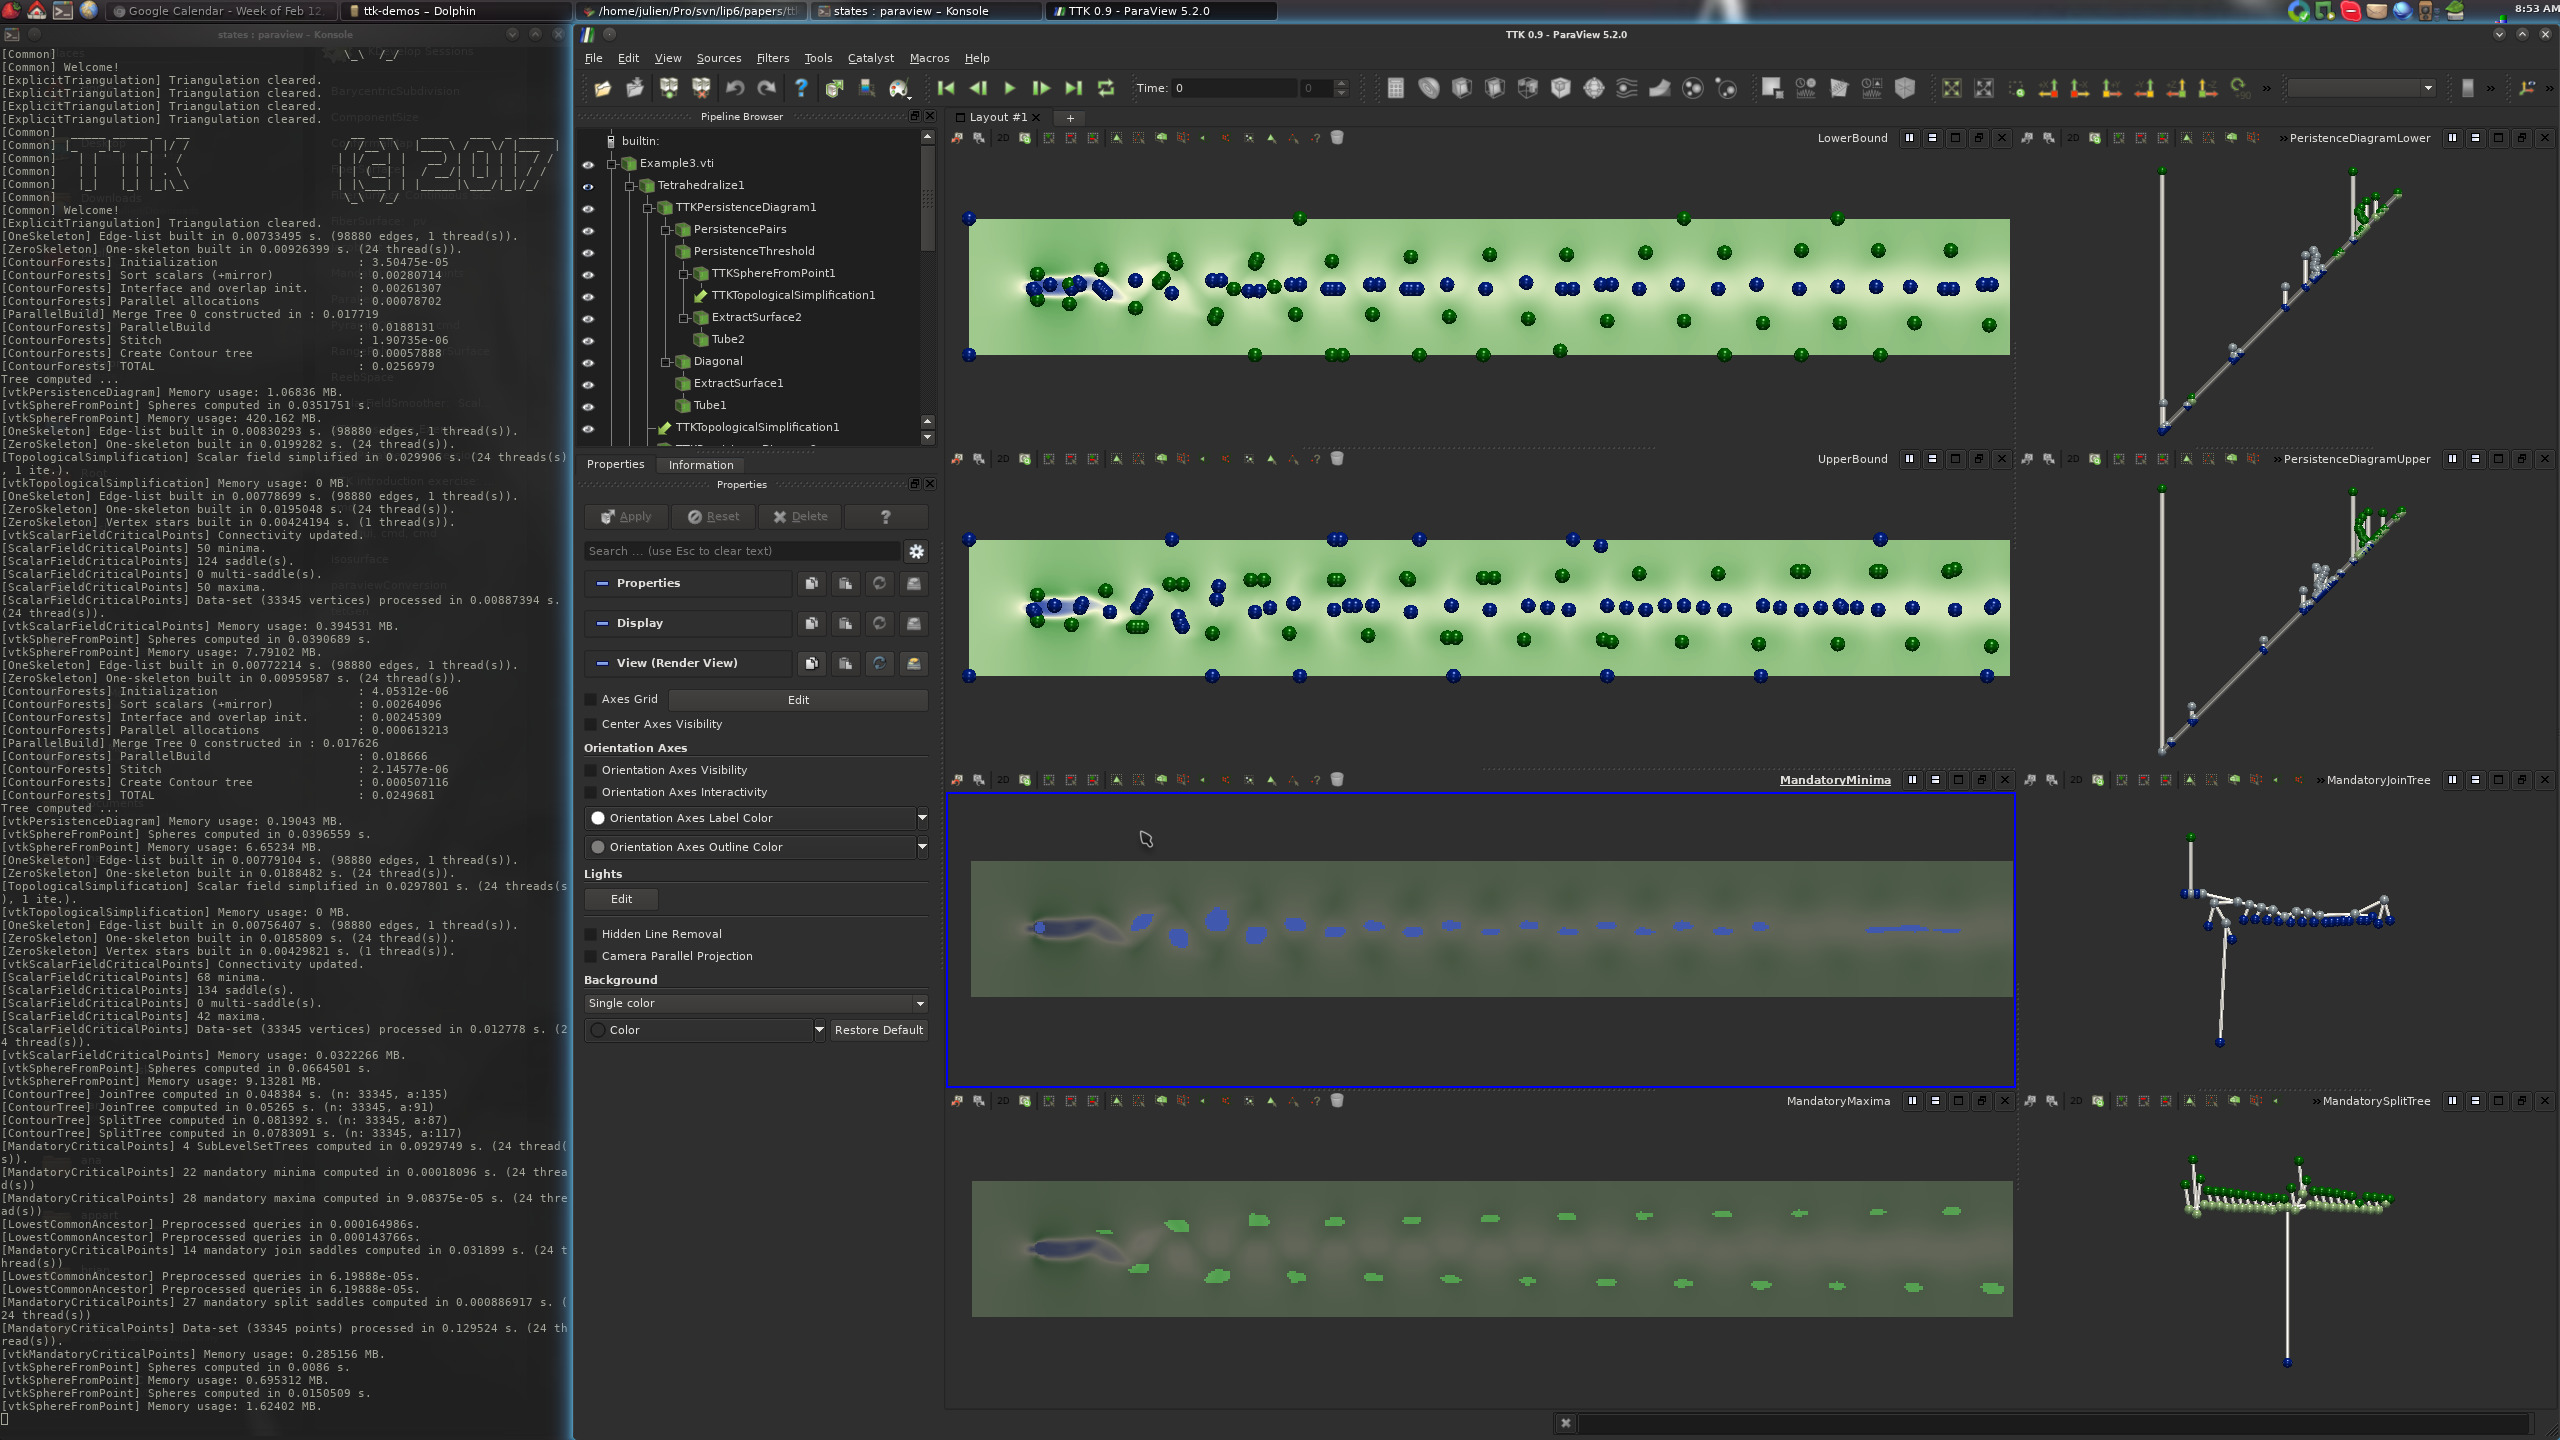 Google Calendar - Week of Feb 12.
ttk-demos – Dolphin
/home/julien/Pro/svn/lip6/papers/ttk
states : paraview – Konsole
TTK 0.9 - ParaView 5.2.0
8:53 AM
states : paraview – Konsole
[Common] Welcome!
[ExplicitTriangulation] Triangulation cleared.
[ExplicitTriangulation] Triangulation cleared.
[ExplicitTriangulation] Triangulation cleared.
[ExplicitTriangulation] Triangulation cleared.
[Common]
[Common]
[Common]
[Common]
[Common]
[Common]
[Common] Welcome!
[ExplicitTriangulation] Triangulation cleared.
[OneSkeleton] Edge-list built in 0.00733495 s. (98880 edges, 1 thread(s)).
[ZeroSkeleton] One-skeleton built in 0.00926399 s. (24 thread(s)).
[ContourForests] Initialization : 3.50475e-05
[ContourForests] Sort scalars (+mirror) : 0.00280714
[ContourForests] Interface and overlap init. : 0.00261307
[ContourForests] Parallel allocations : 0.00078702
[ParallelBuild] Merge Tree 0 constructed in : 0.017719
[ContourForests] ParallelBuild : 0.0188131
[ContourForests] Stitch : 1.90735e-06
[ContourForests] Create Contour tree : 0.00057888
[ContourForests] TOTAL : 0.0256979
Tree computed ...
[vtkPersistenceDiagram] Memory usage: 1.06836 MB.
[vtkSphereFromPoint] Spheres computed in 0.0351751 s.
[vtkSphereFromPoint] Memory usage: 420.162 MB.
[OneSkeleton] Edge-list built in 0.00830293 s. (98880 edges, 1 thread(s)).
[ZeroSkeleton] One-skeleton built in 0.0199282 s. (24 thread(s)).
[TopologicalSimplification] Scalar field simplified in 0.029906 s. (24 threads(s)
, 1 ite.).
[vtkTopologicalSimplification] Memory usage: 0 MB.
[OneSkeleton] Edge-list built in 0.00778699 s. (98880 edges, 1 thread(s)).
[ZeroSkeleton] One-skeleton built in 0.0195048 s. (24 thread(s)).
[ZeroSkeleton] Vertex stars built in 0.00424194 s. (1 thread(s)).
[vtkScalarFieldCriticalPoints] Connectivity updated.
[ScalarFieldCriticalPoints] 50 minima.
[ScalarFieldCriticalPoints] 124 saddle(s).
[ScalarFieldCriticalPoints] 0 multi-saddle(s).
[ScalarFieldCriticalPoints] 50 maxima.
[ScalarFieldCriticalPoints] Data-set (33345 vertices) processed in 0.00887394 s.
(24 thread(s)).
[vtkScalarFieldCriticalPoints] Memory usage: 0.394531 MB.
[vtkSphereFromPoint] Spheres computed in 0.0390689 s.
[vtkSphereFromPoint] Memory usage: 7.79102 MB.
[OneSkeleton] Edge-list built in 0.00772214 s. (98880 edges, 1 thread(s)).
[ZeroSkeleton] One-skeleton built in 0.00959587 s. (24 thread(s)).
[ContourForests] Initialization : 4.05312e-06
[ContourForests] Sort scalars (+mirror) : 0.00264096
[ContourForests] Interface and overlap init. : 0.00245309
[ContourForests] Parallel allocations : 0.000613213
[ParallelBuild] Merge Tree 0 constructed in : 0.017626
[ContourForests] ParallelBuild : 0.018666
[ContourForests] Stitch : 2.14577e-06
[ContourForests] Create Contour tree : 0.000507116
[ContourForests] TOTAL : 0.0249681
Tree computed ...
[vtkPersistenceDiagram] Memory usage: 0.19043 MB.
[vtkSphereFromPoint] Spheres computed in 0.0396559 s.
[vtkSphereFromPoint] Memory usage: 6.65234 MB.
[OneSkeleton] Edge-list built in 0.00779104 s. (98880 edges, 1 thread(s)).
[ZeroSkeleton] One-skeleton built in 0.0188482 s. (24 thread(s)).
[TopologicalSimplification] Scalar field simplified in 0.0297801 s. (24 threads(s
), 1 ite.).
[vtkTopologicalSimplification] Memory usage: 0 MB.
[OneSkeleton] Edge-list built in 0.00756407 s. (98880 edges, 1 thread(s)).
[ZeroSkeleton] One-skeleton built in 0.0185809 s. (24 thread(s)).
[ZeroSkeleton] Vertex stars built in 0.00429821 s. (1 thread(s)).
[vtkScalarFieldCriticalPoints] Connectivity updated.
[ScalarFieldCriticalPoints] 68 minima.
[ScalarFieldCriticalPoints] 134 saddle(s).
[ScalarFieldCriticalPoints] 0 multi-saddle(s).
[ScalarFieldCriticalPoints] 42 maxima.
[ScalarFieldCriticalPoints] Data-set (33345 vertices) processed in 0.012778 s. (2
4 thread(s)).
[vtkScalarFieldCriticalPoints] Memory usage: 0.0322266 MB.
[vtkSphereFromPoint] Spheres computed in 0.0664501 s.
[vtkSphereFromPoint] Memory usage: 9.13281 MB.
[ContourTree] JoinTree computed in 0.048384 s. (n: 33345, a:135)
[ContourTree] JoinTree computed in 0.05265 s. (n: 33345, a:91)
[ContourTree] SplitTree computed in 0.081392 s. (n: 33345, a:87)
[ContourTree] SplitTree computed in 0.0783091 s. (n: 33345, a:117)
[MandatoryCriticalPoints] 4 SubLevelSetTrees computed in 0.0929749 s. (24 thread(
s)).
[MandatoryCriticalPoints] 22 mandatory minima computed in 0.00018096 s. (24 threa
d(s))
[MandatoryCriticalPoints] 28 mandatory maxima computed in 9.08375e-05 s. (24 thre
ad(s))
[LowestCommonAncestor] Preprocessed queries in 0.000164986s.
[LowestCommonAncestor] Preprocessed queries in 0.000143766s.
[MandatoryCriticalPoints] 14 mandatory join saddles computed in 0.031899 s. (24 t
hread(s))
[LowestCommonAncestor] Preprocessed queries in 6.19888e-05s.
[LowestCommonAncestor] Preprocessed queries in 6.19888e-05s.
[MandatoryCriticalPoints] 27 mandatory split saddles computed in 0.000886917 s. (
24 thread(s))
[MandatoryCriticalPoints] Data-set (33345 points) processed in 0.129524 s. (24 th
read(s)).
[vtkMandatoryCriticalPoints] Memory usage: 0.285156 MB.
[vtkSphereFromPoint] Spheres computed in 0.0086 s.
[vtkSphereFromPoint] Memory usage: 0.695312 MB.
[vtkSphereFromPoint] Spheres computed in 0.0150509 s.
[vtkSphereFromPoint] Memory usage: 1.62402 MB.
TTK 0.9 - ParaView 5.2.0
File Edit View Sources Filters Tools Catalyst Macros Help
Time: 0
0
Pipeline Browser
builtin:
Example3.vti
Tetrahedralize1
TTKPersistenceDiagram1
PersistencePairs
PersistenceThreshold
TTKSphereFromPoint1
TTKTopologicalSimplification1
ExtractSurface2
Tube2
Diagonal
ExtractSurface1
Tube1
TTKTopologicalSimplification1
Properties
Information
Properties
Apply
Reset
Delete
?
Search ... (use Esc to clear text)
Properties
Display
View (Render View)
Axes Grid
Edit
Center Axes Visibility
Orientation Axes
Orientation Axes Visibility
Orientation Axes Interactivity
Orientation Axes Label Color
Orientation Axes Outline Color
Lights
Edit
Hidden Line Removal
Camera Parallel Projection
Background
Single color
Color
Restore Default
Layout #1
2D
LowerBound
2D
PeristenceDiagramLower
2D
UpperBound
2D
PersistenceDiagramUpper
2D
MandatoryMinima
2D
MandatoryJoinTree
2D
MandatoryMaxima
2D
MandatorySplitTree